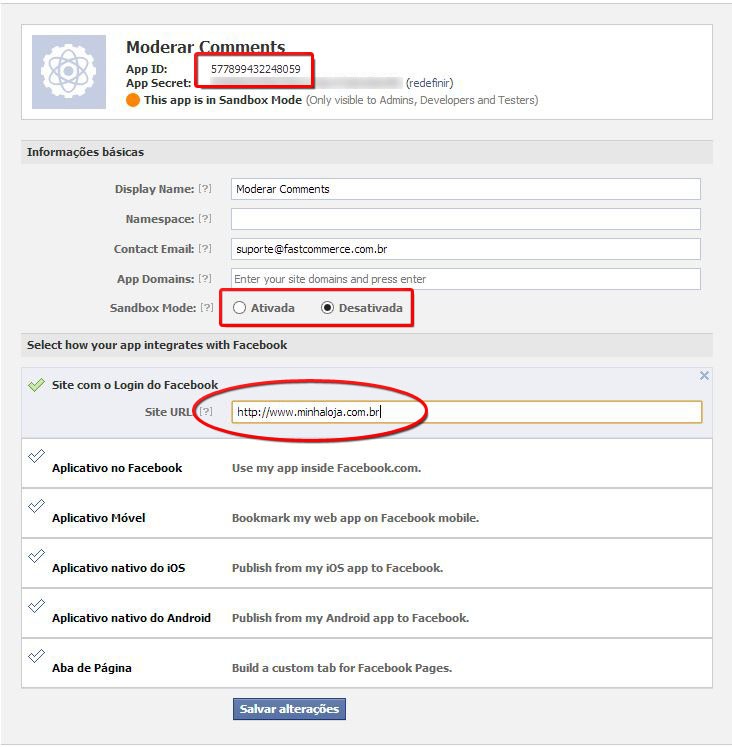 Moderar Comments
App ID: 577899432248059
App Secret: (redefinir)
This app is in Sandbox Mode (Only visible to Admins, Developers and Testers)
Informações básicas
Display Name: [?] Moderar Comments
Namespace: [?]
Contact Email: [?] suporte@fastcommerce.com.br
App Domains: [?] Enter your site domains and press enter
Sandbox Mode: [?] Ativada Desativada
Select how your app integrates with Facebook
Site com o Login do Facebook
Site URL: [?] http://www.minhaloja.com.br
Aplicativo no Facebook Use my app inside Facebook.com.
Aplicativo Móvel Bookmark my web app on Facebook mobile.
Aplicativo nativo do iOS Publish from my iOS app to Facebook.
Aplicativo nativo do Android Publish from my Android app to Facebook.
Aba de Página Build a custom tab for Facebook Pages.
Salvar alterações